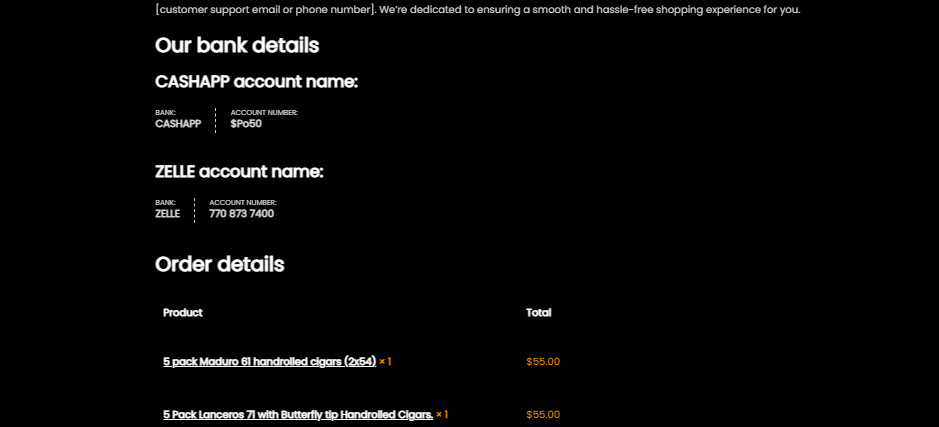 [customer support email or phone number]. We're dedicated to ensuring a smooth and hassle-free shopping experience for you.
Our bank details
CASHAPP account name:
BANK: ACCOUNT NUMBER:
CASHAPP $Po50
ZELLE account name:
BANK: ACCOUNT NUMBER:
ZELLE 770 873 7400
Order details
Product Total
5 pack Maduro 61 handrolled cigars (2x54) × 1 $55.00
5 Pack Lanceros 71 with Butterfly tip Handrolled Cigars. × 1 $55.00